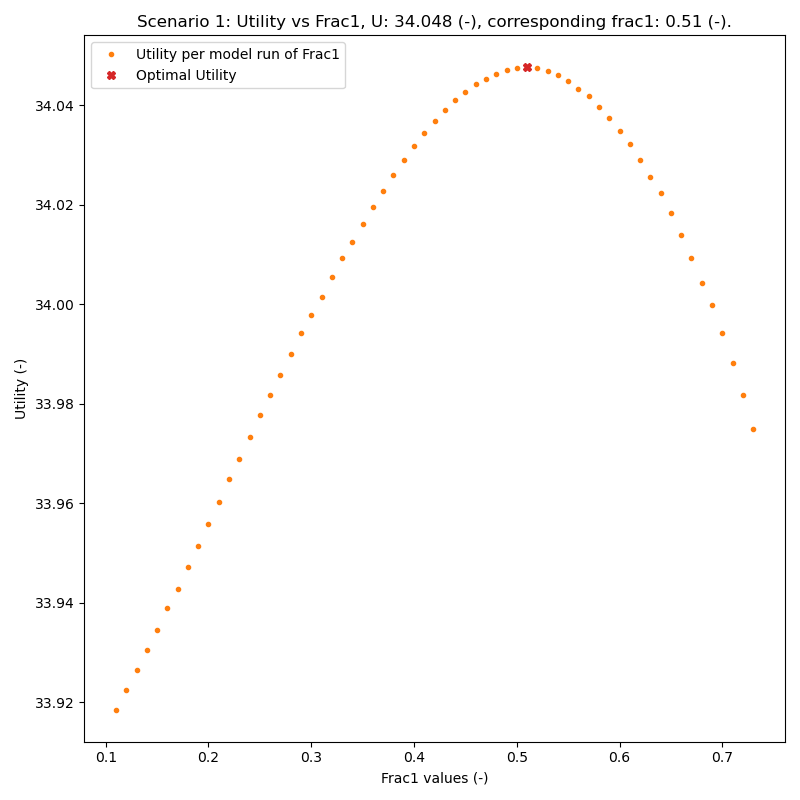 Scenario 1: Utility vs Frac1, U: 34.048 (-), corresponding frac1: 0.51 (-).
Utility per model run of Frac1
Optimal Utility
34.04
34.02
34.00
33.98
33.96
33.94
33.92
Utility (-)
0.1 0.2 0.3 0.4 0.5 0.6 0.7
Frac1 values (-)